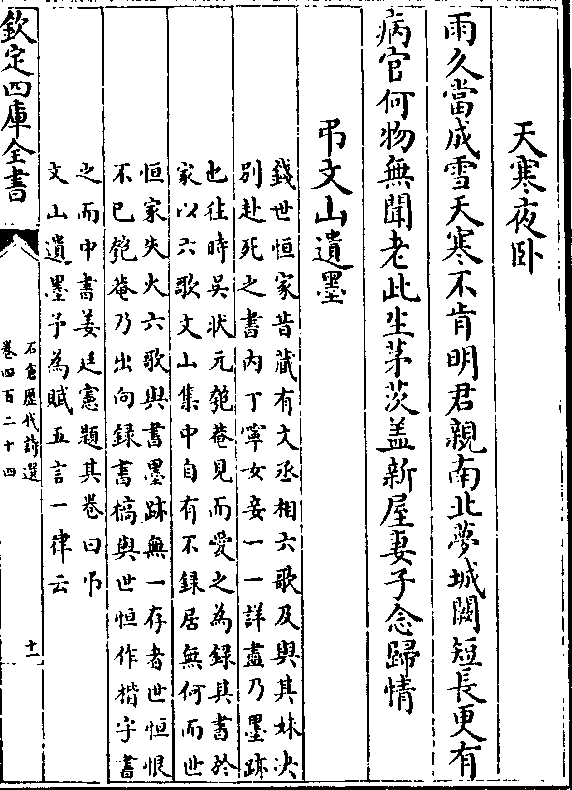 天寒夜卧
雨久當成雪天寒不肯明君親南北夢城闕短長更有
病官何物無聞老此生茅茨盖新屋妻子念歸情
弔文山遺墨
錢世恒家昔藏有文丞相六歌及與其妹决
别赴死之書内丁寧女妾一一詳盡乃墨跡
也往時吴狀元匏菴見而愛之為録其書於
家以六歌文山集中自有不録居無何而世
恒家失火六歌與書墨跡無一存者世恒恨
不已匏菴乃出向録書槁與世恒作楷字書
之而中書姜廷憲題其卷曰弔
文山遺墨予為賦五言一律云
欽定四庫全書
石倉歷代詩選
卷四百二十四
十一